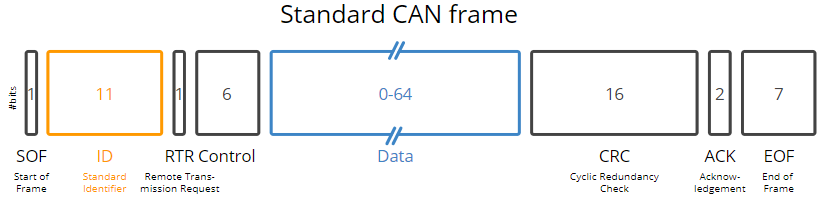 Standard CAN frame
#bits 1 11 1 6 0-64 16 2 7
SOF ID RTR Control Data CRC ACK EOF
Start of Standard Remote Trans- Cyclic Redundancy Acknow- End of
Frame Identifier mission Request Check ledgement Frame